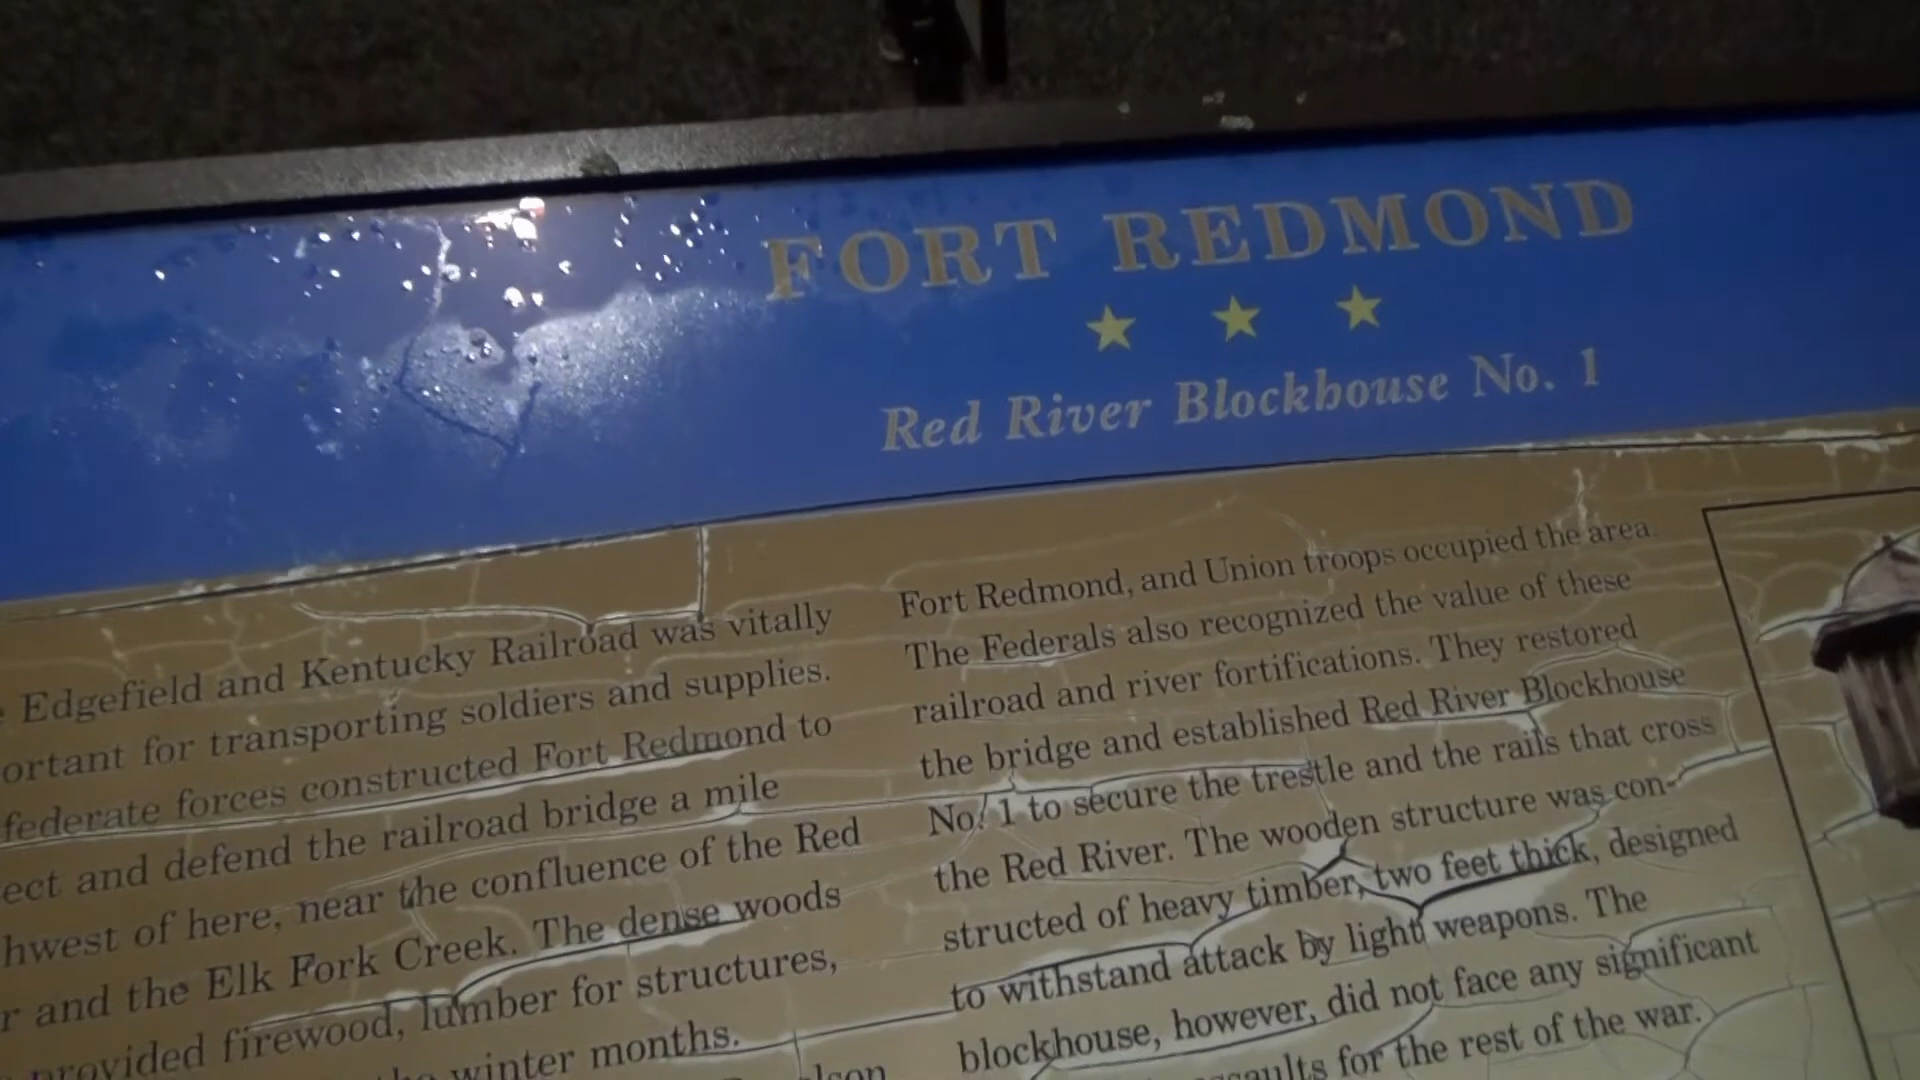 FORT REDMOND
Red River Blockhouse No. 1
Edgefield and Kentucky Railroad was vitally
ortant for transporting soldiers and supplies.
federate forces constructed Fort Redmond to
ect and defend the railroad bridge a mile
hwest of here, near the confluence of the Red
r and the Elk Fork Creek. The dense woods
provided firewood, lumber for structures,
winter months.
Fort Redmond, and Union troops occupied the area.
The Federals also recognized the value of these
railroad and river fortifications. They restored
the bridge and established Red River Blockhouse
No. 1 to secure the trestle and the rails that cross
the Red River. The wooden structure was con-
structed of heavy timber, two feet thick, designed
to withstand attack by light weapons. The
blockhouse, however, did not face any significant
for the rest of the war.